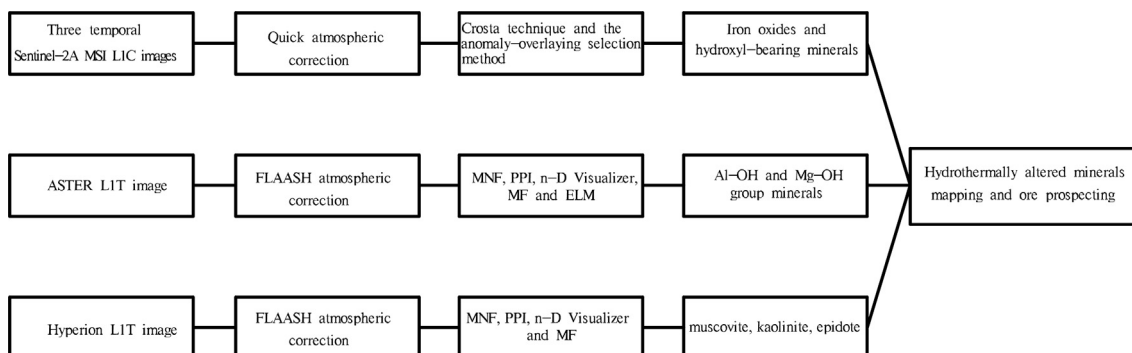 Three temporal
Sentinel-2A MSI L1C images
Quick atmospheric
correction
Crosta technique and the
anomaly-overlaying selection
method
Iron oxides and
hydroxyl-bearing minerals
ASTER L1T image
FLAASH atmospheric
correction
MNF, PPI, n-D Visualizer,
MF and ELM
Al-OH and Mg-OH
group minerals
Hydrothermally altered minerals
mapping and ore prospecting
Hyperion L1T image
FLAASH atmospheric
correction
MNF, PPI, n-D Visualizer
and MF
muscovite, kaolinite, epidote